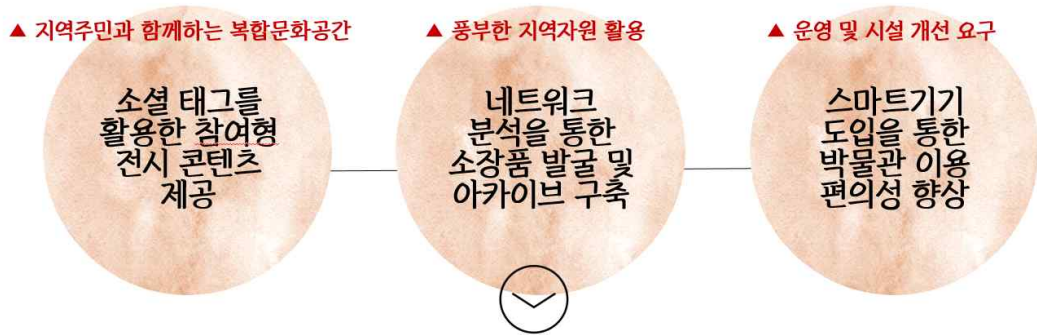 ▲ 지역주민과 함께하는 복합문화공간
소셜 태그를
활용한 참여형
전시 콘텐츠
제공
▲ 풍부한 지역자원 활용
네트워크
분석을 통한
소장품 발굴 및
아카이브 구축
▲ 운영 및 시설 개선 요구
스마트기기
도입을 통한
박물관 이용
편의성 향상